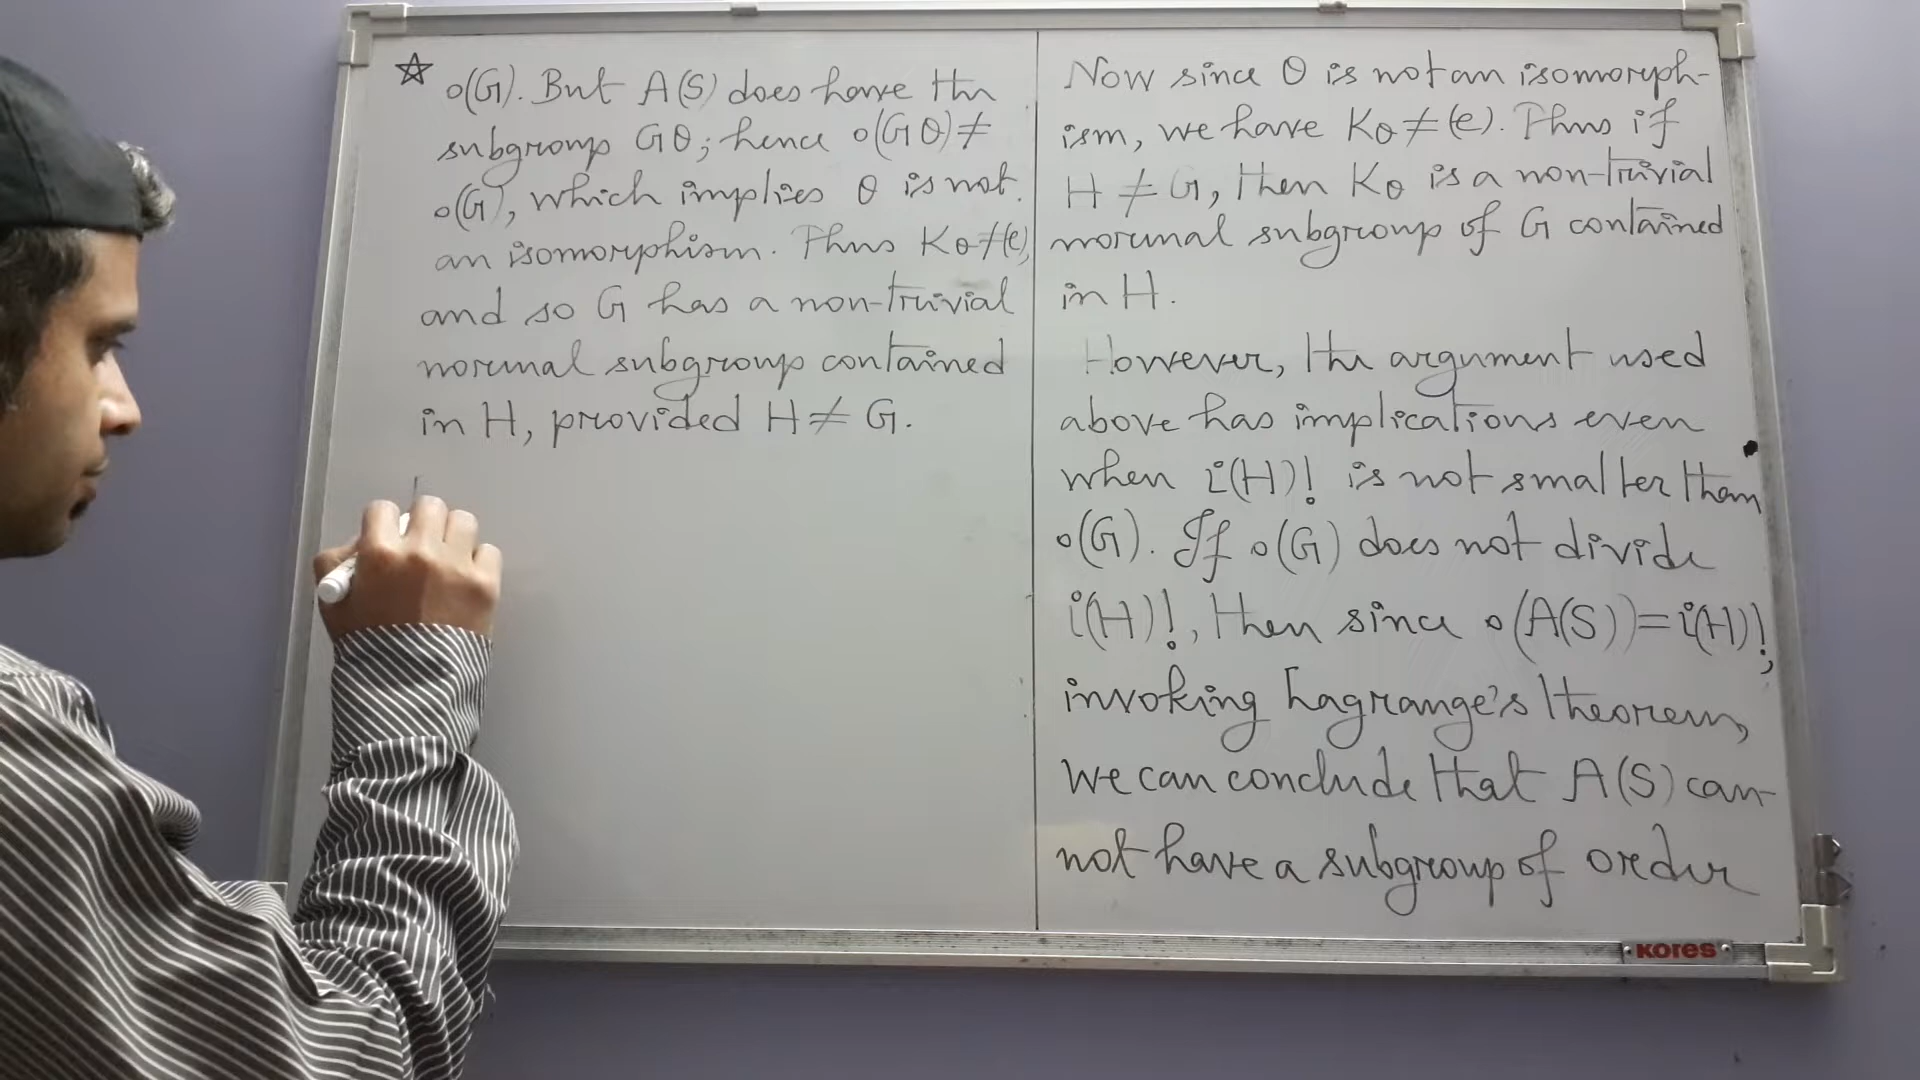 ☆ o(G). But A(S) does have the
subgroup Gθ; hence o(Gθ) ≠
o(G), which implies θ is not
an isomorphism. Thus Kθ ≠ (e),
and so G has a non-trivial
normal subgroup contained
in H, provided H ≠ G.
Now since θ is not an isomorph-
ism, we have Kθ ≠ (e). Thus if
H ≠ G, then Kθ is a non-trivial
normal subgroup of G contained
in H.
However, the argument used
above has implications even
when i(H)! is not smaller than
o(G). If o(G) does not divide
i(H)!, then since o(A(S)) = i(H)!,
invoking Lagrange's theorem,
we can conclude that A(S) can-
not have a subgroup of order
KORES